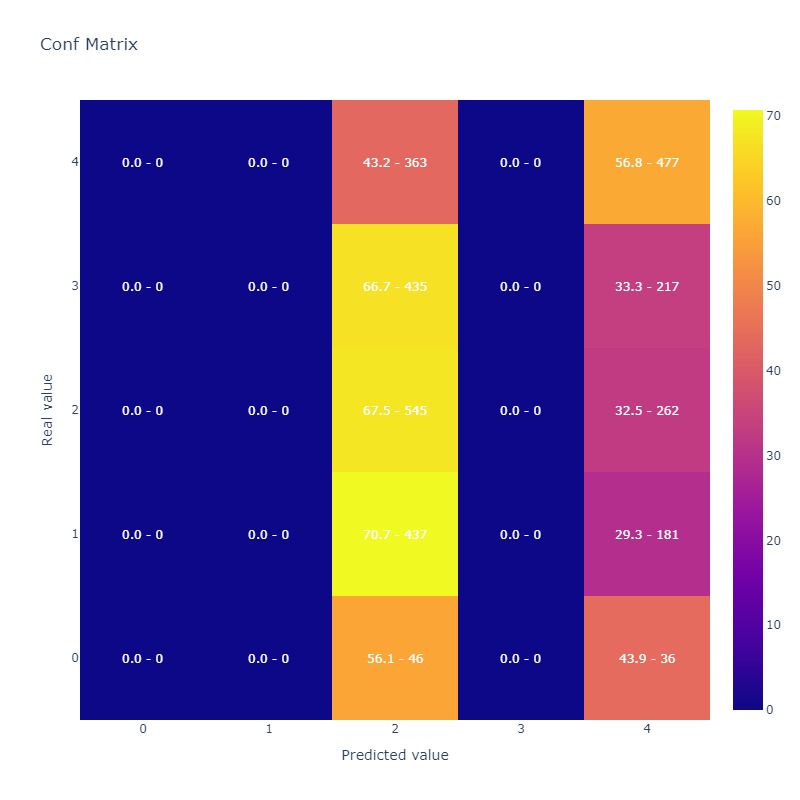 Conf Matrix
70
4
0.0 - 0
0.0 - 0
43.2 - 363
0.0 - 0
56.8 - 477
60
3
0.0 - 0
0.0 - 0
66.7 - 435
0.0 - 0
33.3 - 217
50
40
Real value
2
0.0 - 0
0.0 - 0
67.5 - 545
0.0 - 0
32.5 - 262
30
1
0.0 - 0
0.0 - 0
70.7 - 437
0.0 - 0
29.3 - 181
20
10
0
0.0 - 0
0.0 - 0
56.1 - 46
0.0 - 0
43.9 - 36
0
0
1
2
3
4
Predicted value